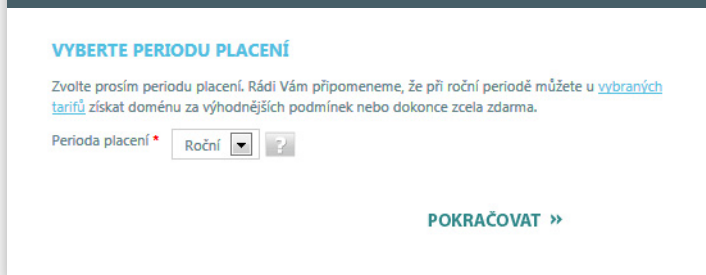 VYBERTE PERIODU PLACENÍ
Zvolte prosím periodu placení. Rádi Vám připomeneme, že při roční periodě můžete u vybraných
tarifů získat doménu za výhodnějších podmínek nebo dokonce zcela zdarma.
Perioda placení * Roční ?
POKRAČOVAT »